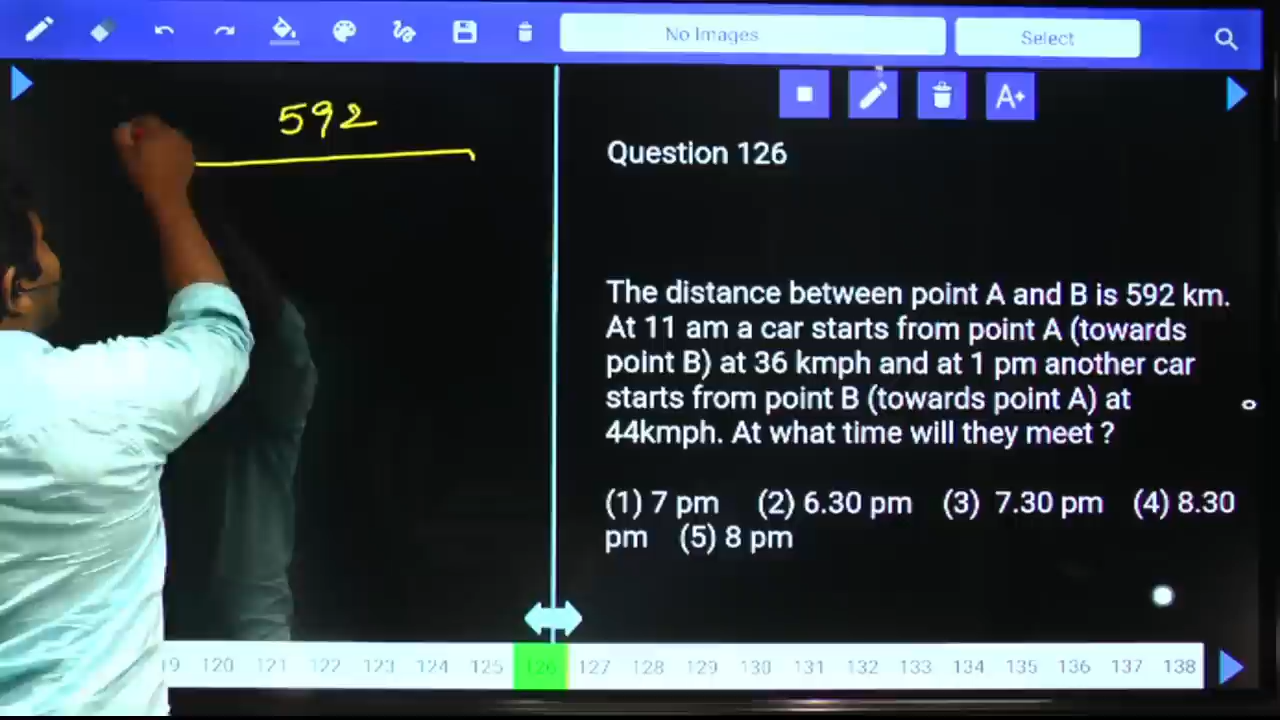 No Images
Select
592
A+
Question 126
The distance between point A and B is 592 km.
At 11 am a car starts from point A (towards
point B) at 36 kmph and at 1 pm another car
starts from point B (towards point A) at
44kmph. At what time will they meet ?
(1) 7 pm (2) 6.30 pm (3) 7.30 pm (4) 8.30
pm (5) 8 pm
19 120 121 122 123 124 125 126 127 128 129 130 131 132 133 134 135 136 137 138